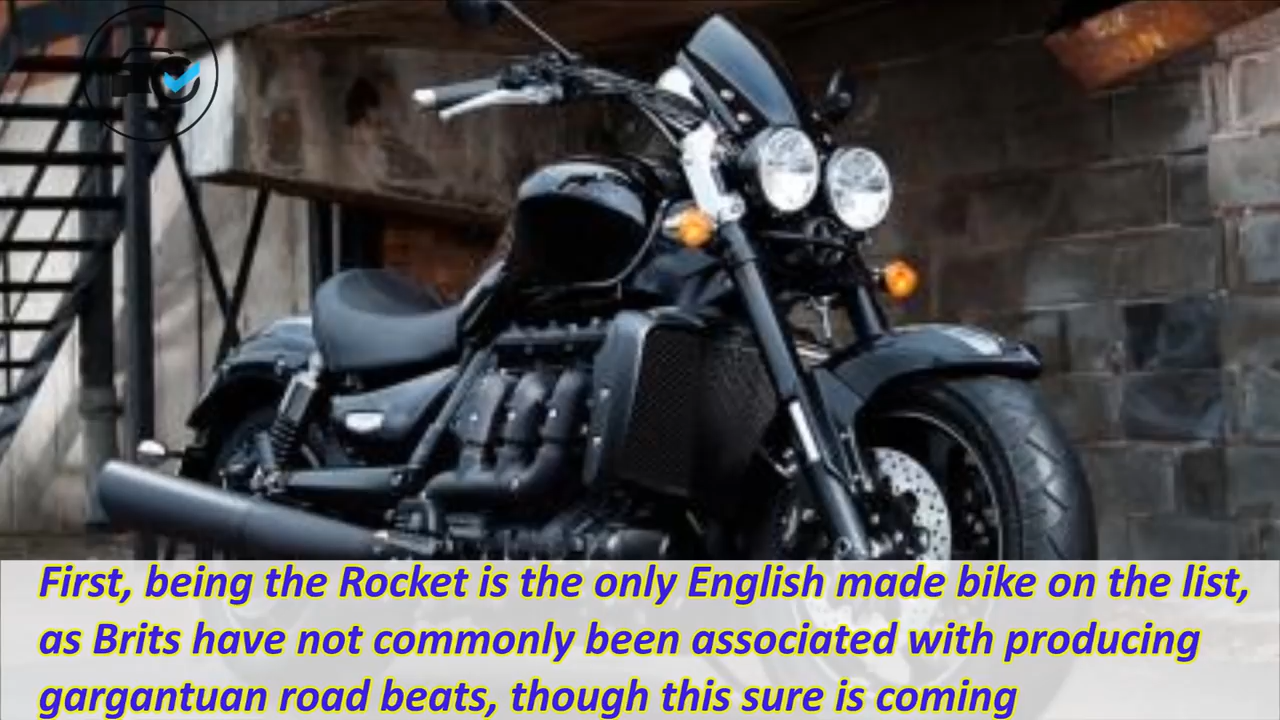 First, being the Rocket is the only English made bike on the list,
as Brits have not commonly been associated with producing
gargantuan road beats, though this sure is coming